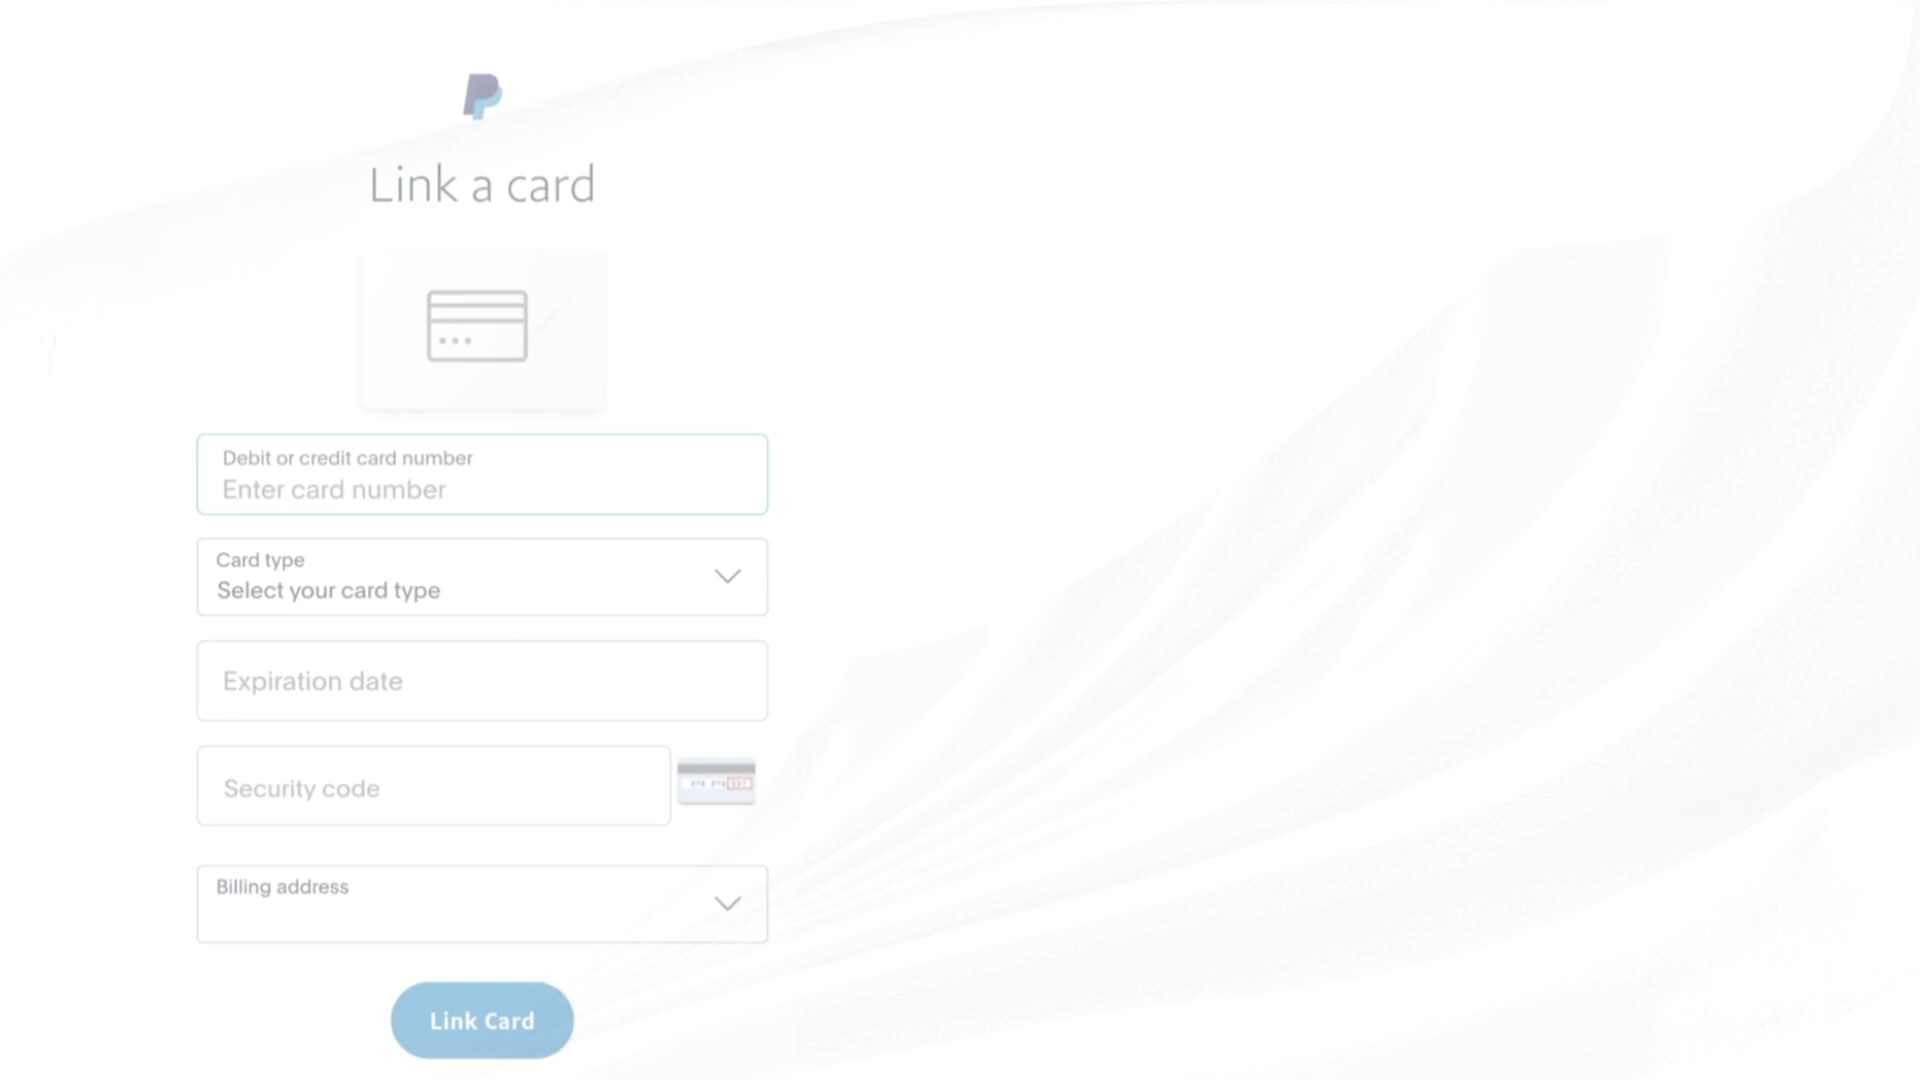 Link a card
Debit or credit card number
Enter card number
Card type
Select your card type
Expiration date
Security code
Billing address
Link Card